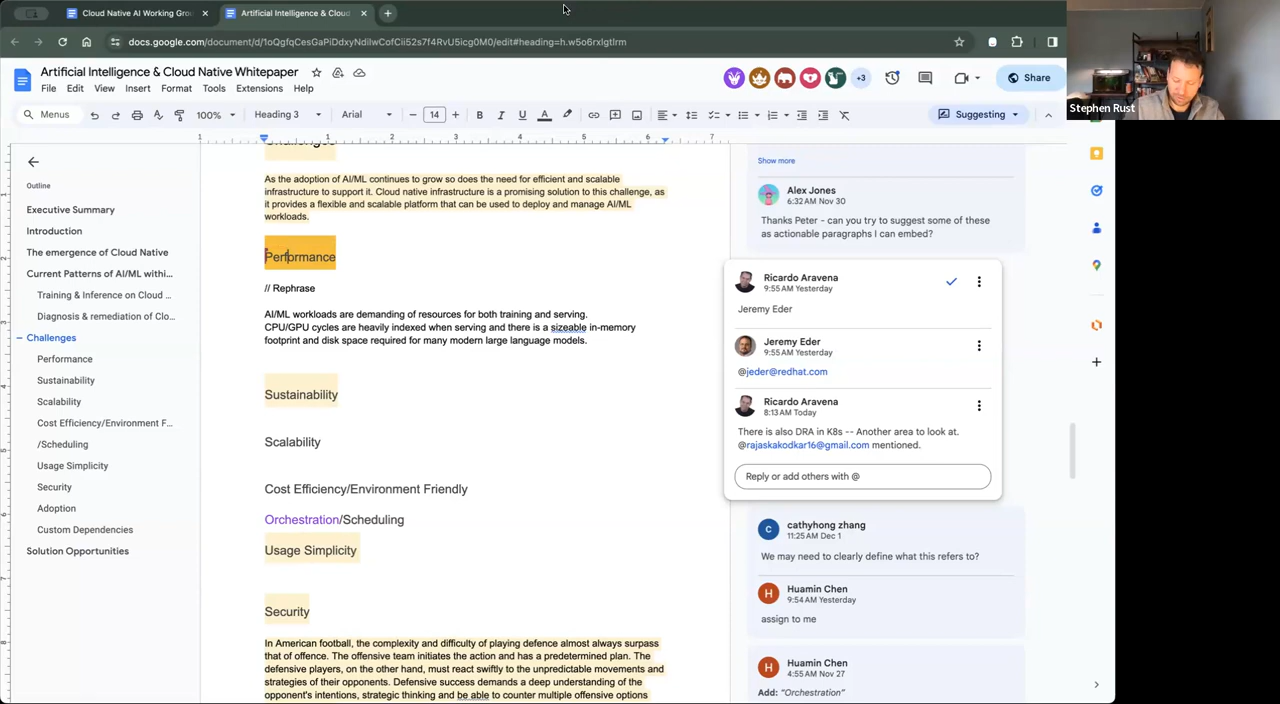 Cloud Native AI Working Grou
Artificial Intelligence & Cloud
docs.google.com/document/d/1oQgfqCesGaPiDdxyNdilwCofCii52s7f4RvU5icg0M0/edit#heading=h.w5o6rxlgtlrm
Artificial Intelligence & Cloud Native Whitepaper
File Edit View Insert Format Tools Extensions Help
+3
Share
Menus
100%
Heading 3
Arial
14
B I U A
Suggesting
Stephen Rust
1 1 2 3 4 5 6 7
Outline
Executive Summary
Introduction
The emergence of Cloud Native
Current Patterns of AI/ML withi...
Training & Inference on Cloud ...
Diagnosis & remediation of Clo...
Challenges
Performance
Sustainability
Scalability
Cost Efficiency/Environment F...
/Scheduling
Usage Simplicity
Security
Adoption
Custom Dependencies
Solution Opportunities
Challenges
As the adoption of AI/ML continues to grow so does the need for efficient and scalable
infrastructure to support it. Cloud native infrastructure is a promising solution to this challenge, as
it provides a flexible and scalable platform that can be used to deploy and manage AI/ML
workloads.
Performance
// Rephrase
AI/ML workloads are demanding of resources for both training and serving.
CPU/GPU cycles are heavily indexed when serving and there is a sizeable in-memory
footprint and disk space required for many modern large language models.
Sustainability
Scalability
Cost Efficiency/Environment Friendly
Orchestration/Scheduling
Usage Simplicity
Security
In American football, the complexity and difficulty of playing defence almost always surpass
that of offence. The offensive team initiates the action and has a predetermined plan. The
defensive players, on the other hand, must react swiftly to the unpredictable movements and
strategies of their opponents. Defensive success demands a deep understanding of the
opponent's intentions, strategic thinking and be able to counter multiple offensive options
Show more
Alex Jones
6:32 AM Nov 30
Thanks Peter - can you try to suggest some of these
as actionable paragraphs I can embed?
Ricardo Aravena
9:55 AM Yesterday
Jeremy Eder
Jeremy Eder
9:55 AM Yesterday
@jeder@redhat.com
Ricardo Aravena
8:13 AM Today
There is also DRA in K8s -- Another area to look at.
@rajaskakodkar16@gmail.com mentioned.
Reply or add others with @
C
cathyhong zhang
11:25 AM Dec 1
We may need to clearly define what this refers to?
H
Huamin Chen
9:54 AM Yesterday
assign to me
H
Huamin Chen
4:55 AM Nov 27
Add: "Orchestration"